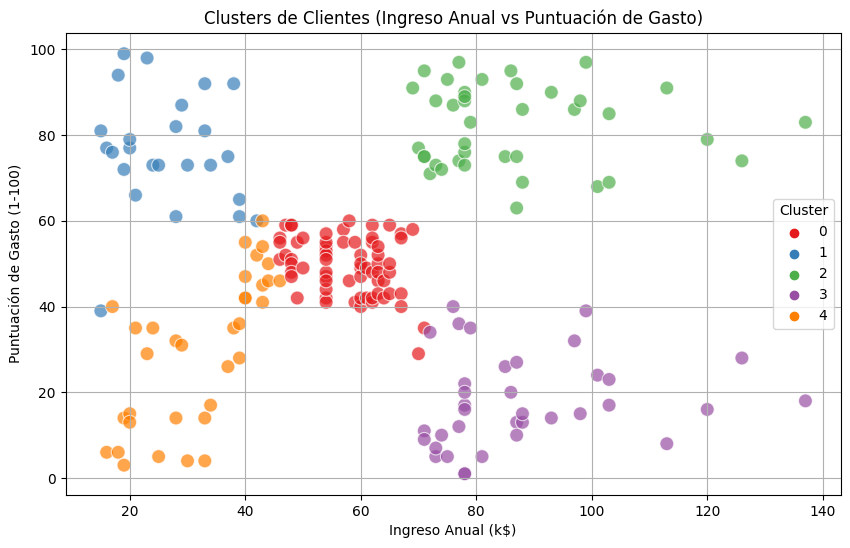 Clusters de Clientes (Ingreso Anual vs Puntuación de Gasto)
Puntuación de Gasto (1-100)
100
80
60
40
20
0
Cluster
0
1
2
3
4
20 40 60 80 100 120 140
Ingreso Anual (k$)